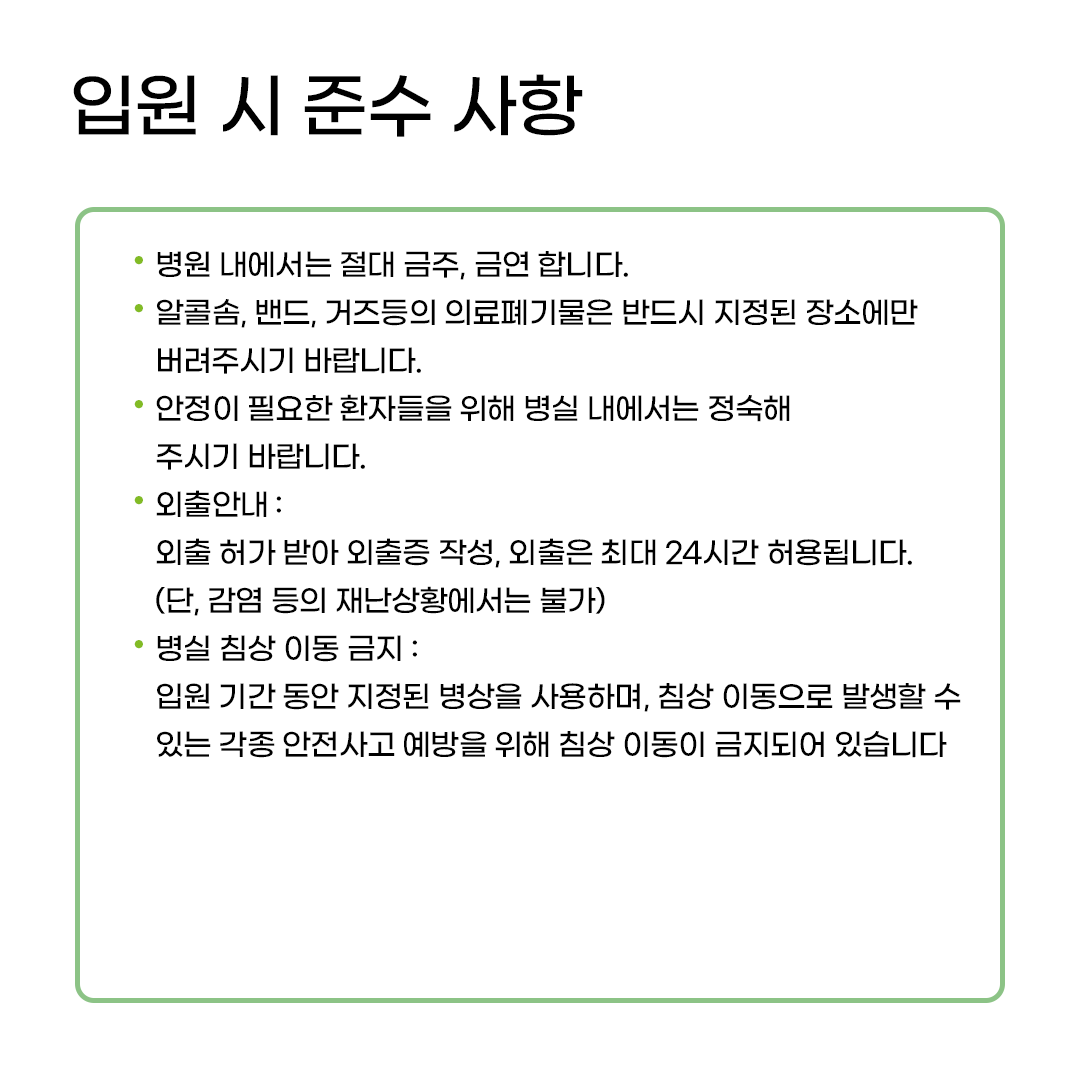 입원 시 준수 사항
• 병원 내에서는 절대 금주, 금연 합니다.
• 알콜솜, 밴드, 거즈등의 의료폐기물은 반드시 지정된 장소에만
버려주시기 바랍니다.
• 안정이 필요한 환자들을 위해 병실 내에서는 정숙해
주시기 바랍니다.
• 외출안내 :
외출 허가 받아 외출증 작성, 외출은 최대 24시간 허용됩니다.
(단, 감염 등의 재난상황에서는 불가)
• 병실 침상 이동 금지 :
입원 기간 동안 지정된 병상을 사용하며, 침상 이동으로 발생할 수
있는 각종 안전사고 예방을 위해 침상 이동이 금지되어 있습니다